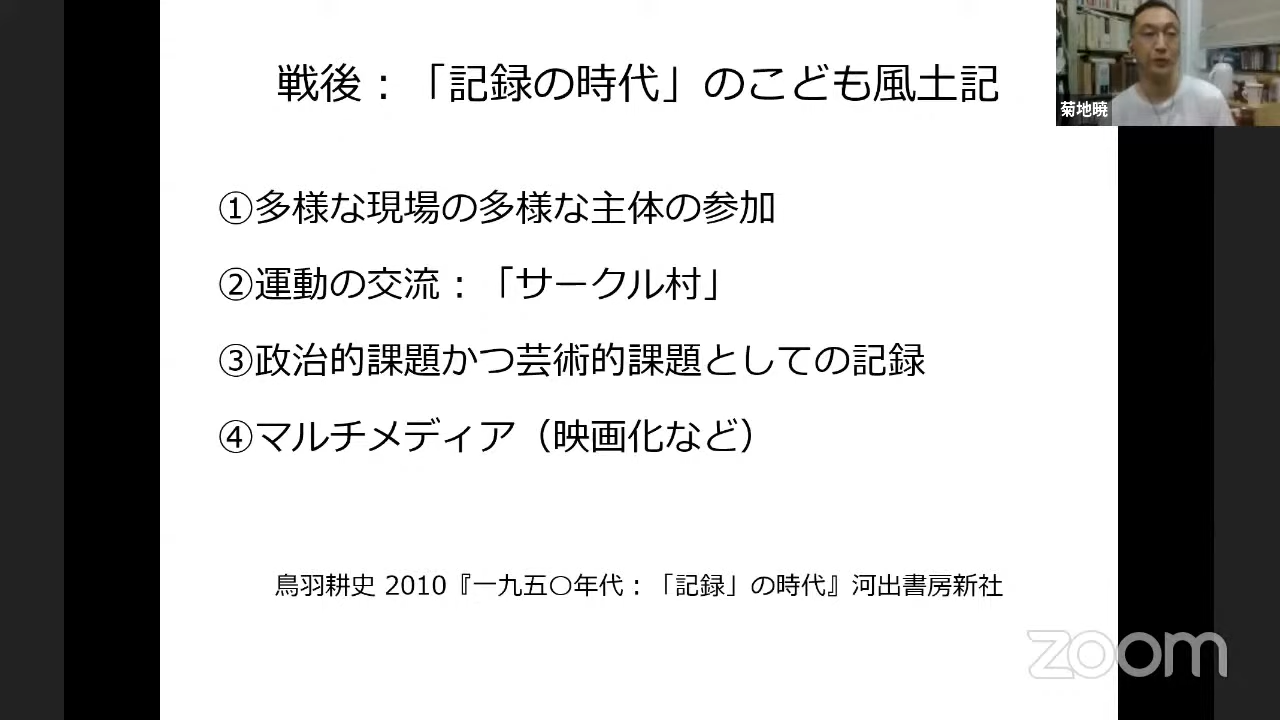 戦後：「記録の時代」のこども風土記
菊地暁
①多様な現場の多様な主体の参加
②運動の交流：「サークル村」
③政治的課題かつ芸術的課題としての記録
④マルチメディア（映画化など）
鳥羽耕史 2010『一九五〇年代：「記録」の時代』河出書房新社
zoom